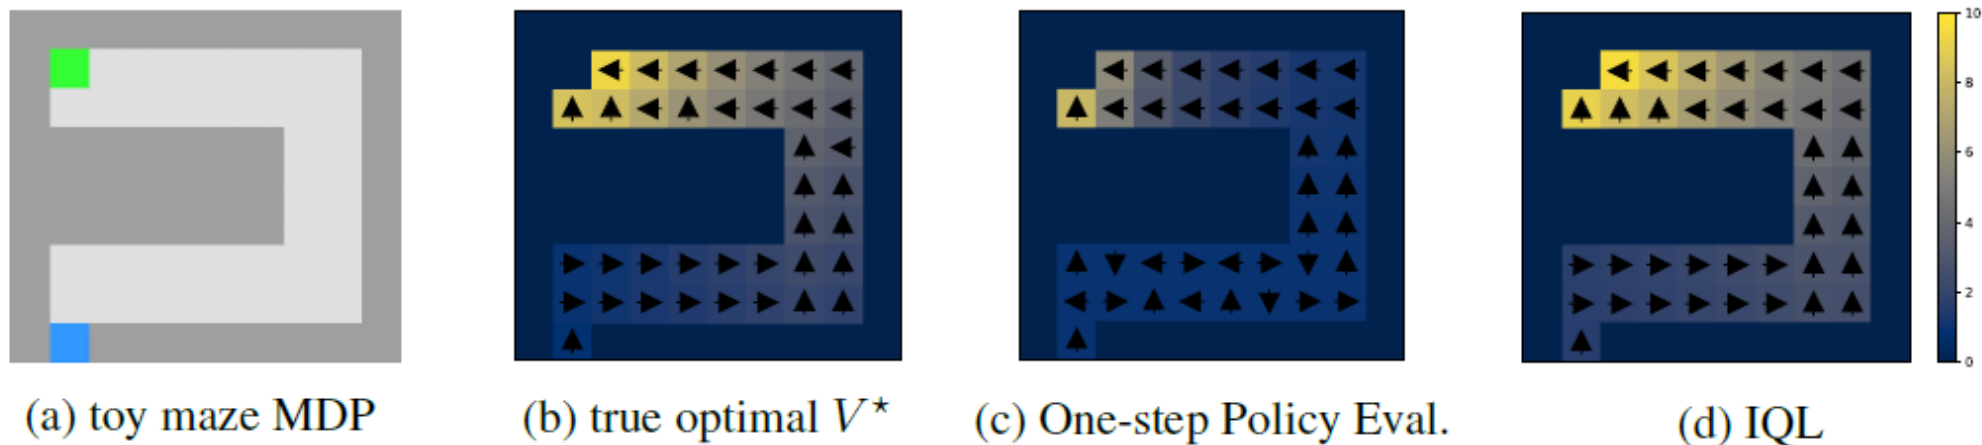 10
8
6
4
2
0
(a) toy maze MDP
(b) true optimal V*
(c) One-step Policy Eval.
(d) IQL